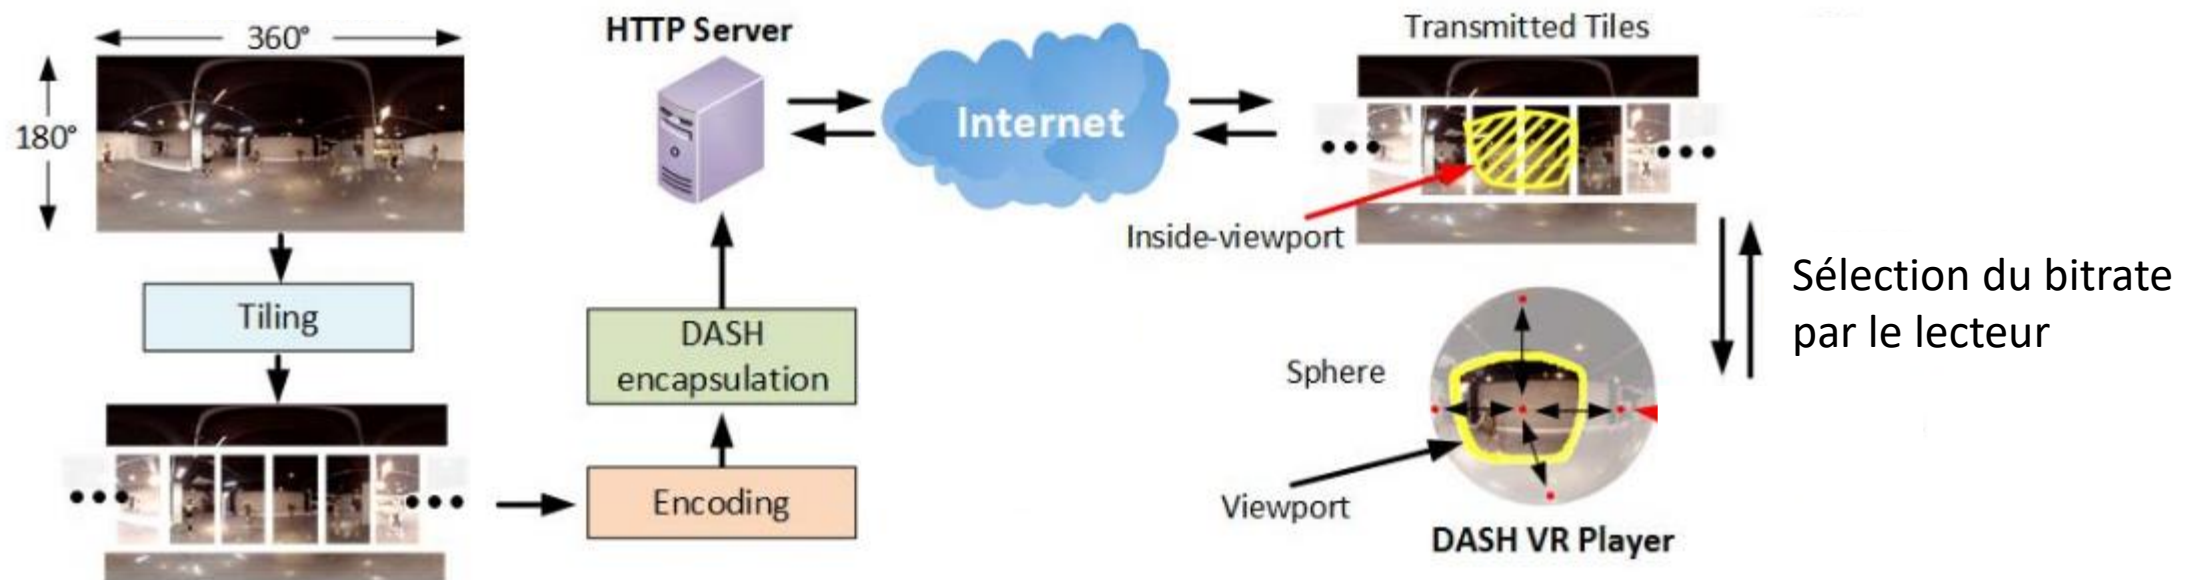 360°
180°
Tiling
Encoding
DASH
encapsulation
HTTP Server
Internet
Transmitted Tiles
Inside-viewport
Sélection du bitrate
par le lecteur
Sphere
Viewport
DASH VR Player